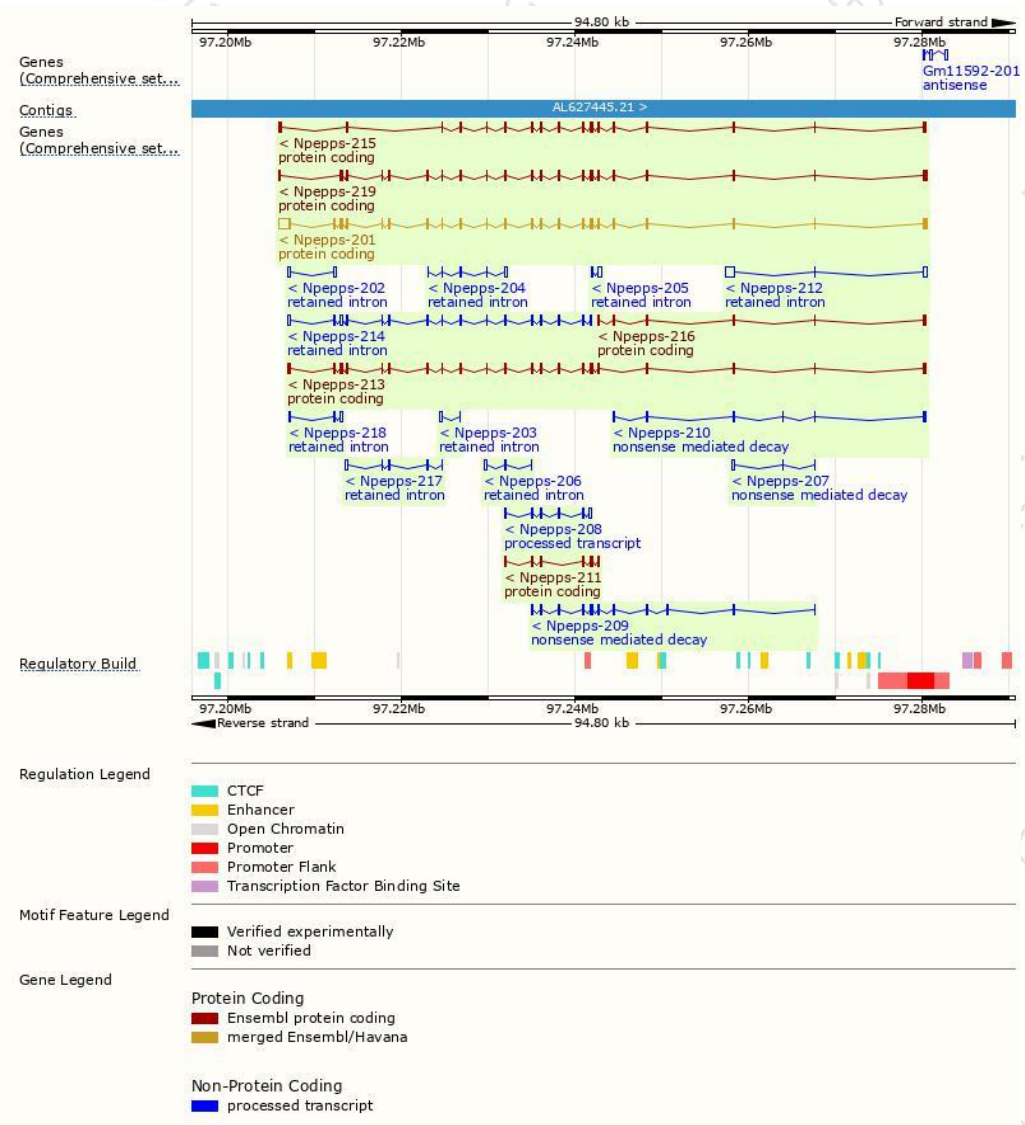 94.80 kb Forward strand
97.20Mb 97.22Mb 97.24Mb 97.26Mb 97.28Mb
Genes
(Comprehensive set...
Gm11592-201
antisense
Contigs AL627445.21 >
Genes
(Comprehensive set...
< Npepps-215
protein coding
< Npepps-219
protein coding
< Npepps-201
protein coding
< Npepps-202 < Npepps-204 < Npepps-205 < Npepps-212
retained intron retained intron retained intron retained intron
< Npepps-214 < Npepps-216
retained intron protein coding
< Npepps-213
protein coding
< Npepps-218 < Npepps-203 < Npepps-210
retained intron retained intron nonsense mediated decay
< Npepps-217 < Npepps-206 < Npepps-207
retained intron retained intron nonsense mediated decay
< Npepps-208
processed transcript
< Npepps-211
protein coding
< Npepps-209
nonsense mediated decay
Regulatory Build
97.20Mb 97.22Mb 97.24Mb 97.26Mb 97.28Mb
Reverse strand 94.80 kb
Regulation Legend
CTCF
Enhancer
Open Chromatin
Promoter
Promoter Flank
Transcription Factor Binding Site
Motif Feature Legend
Verified experimentally
Not verified
Gene Legend
Protein Coding
Ensembl protein coding
merged Ensembl/Havana
Non-Protein Coding
processed transcript